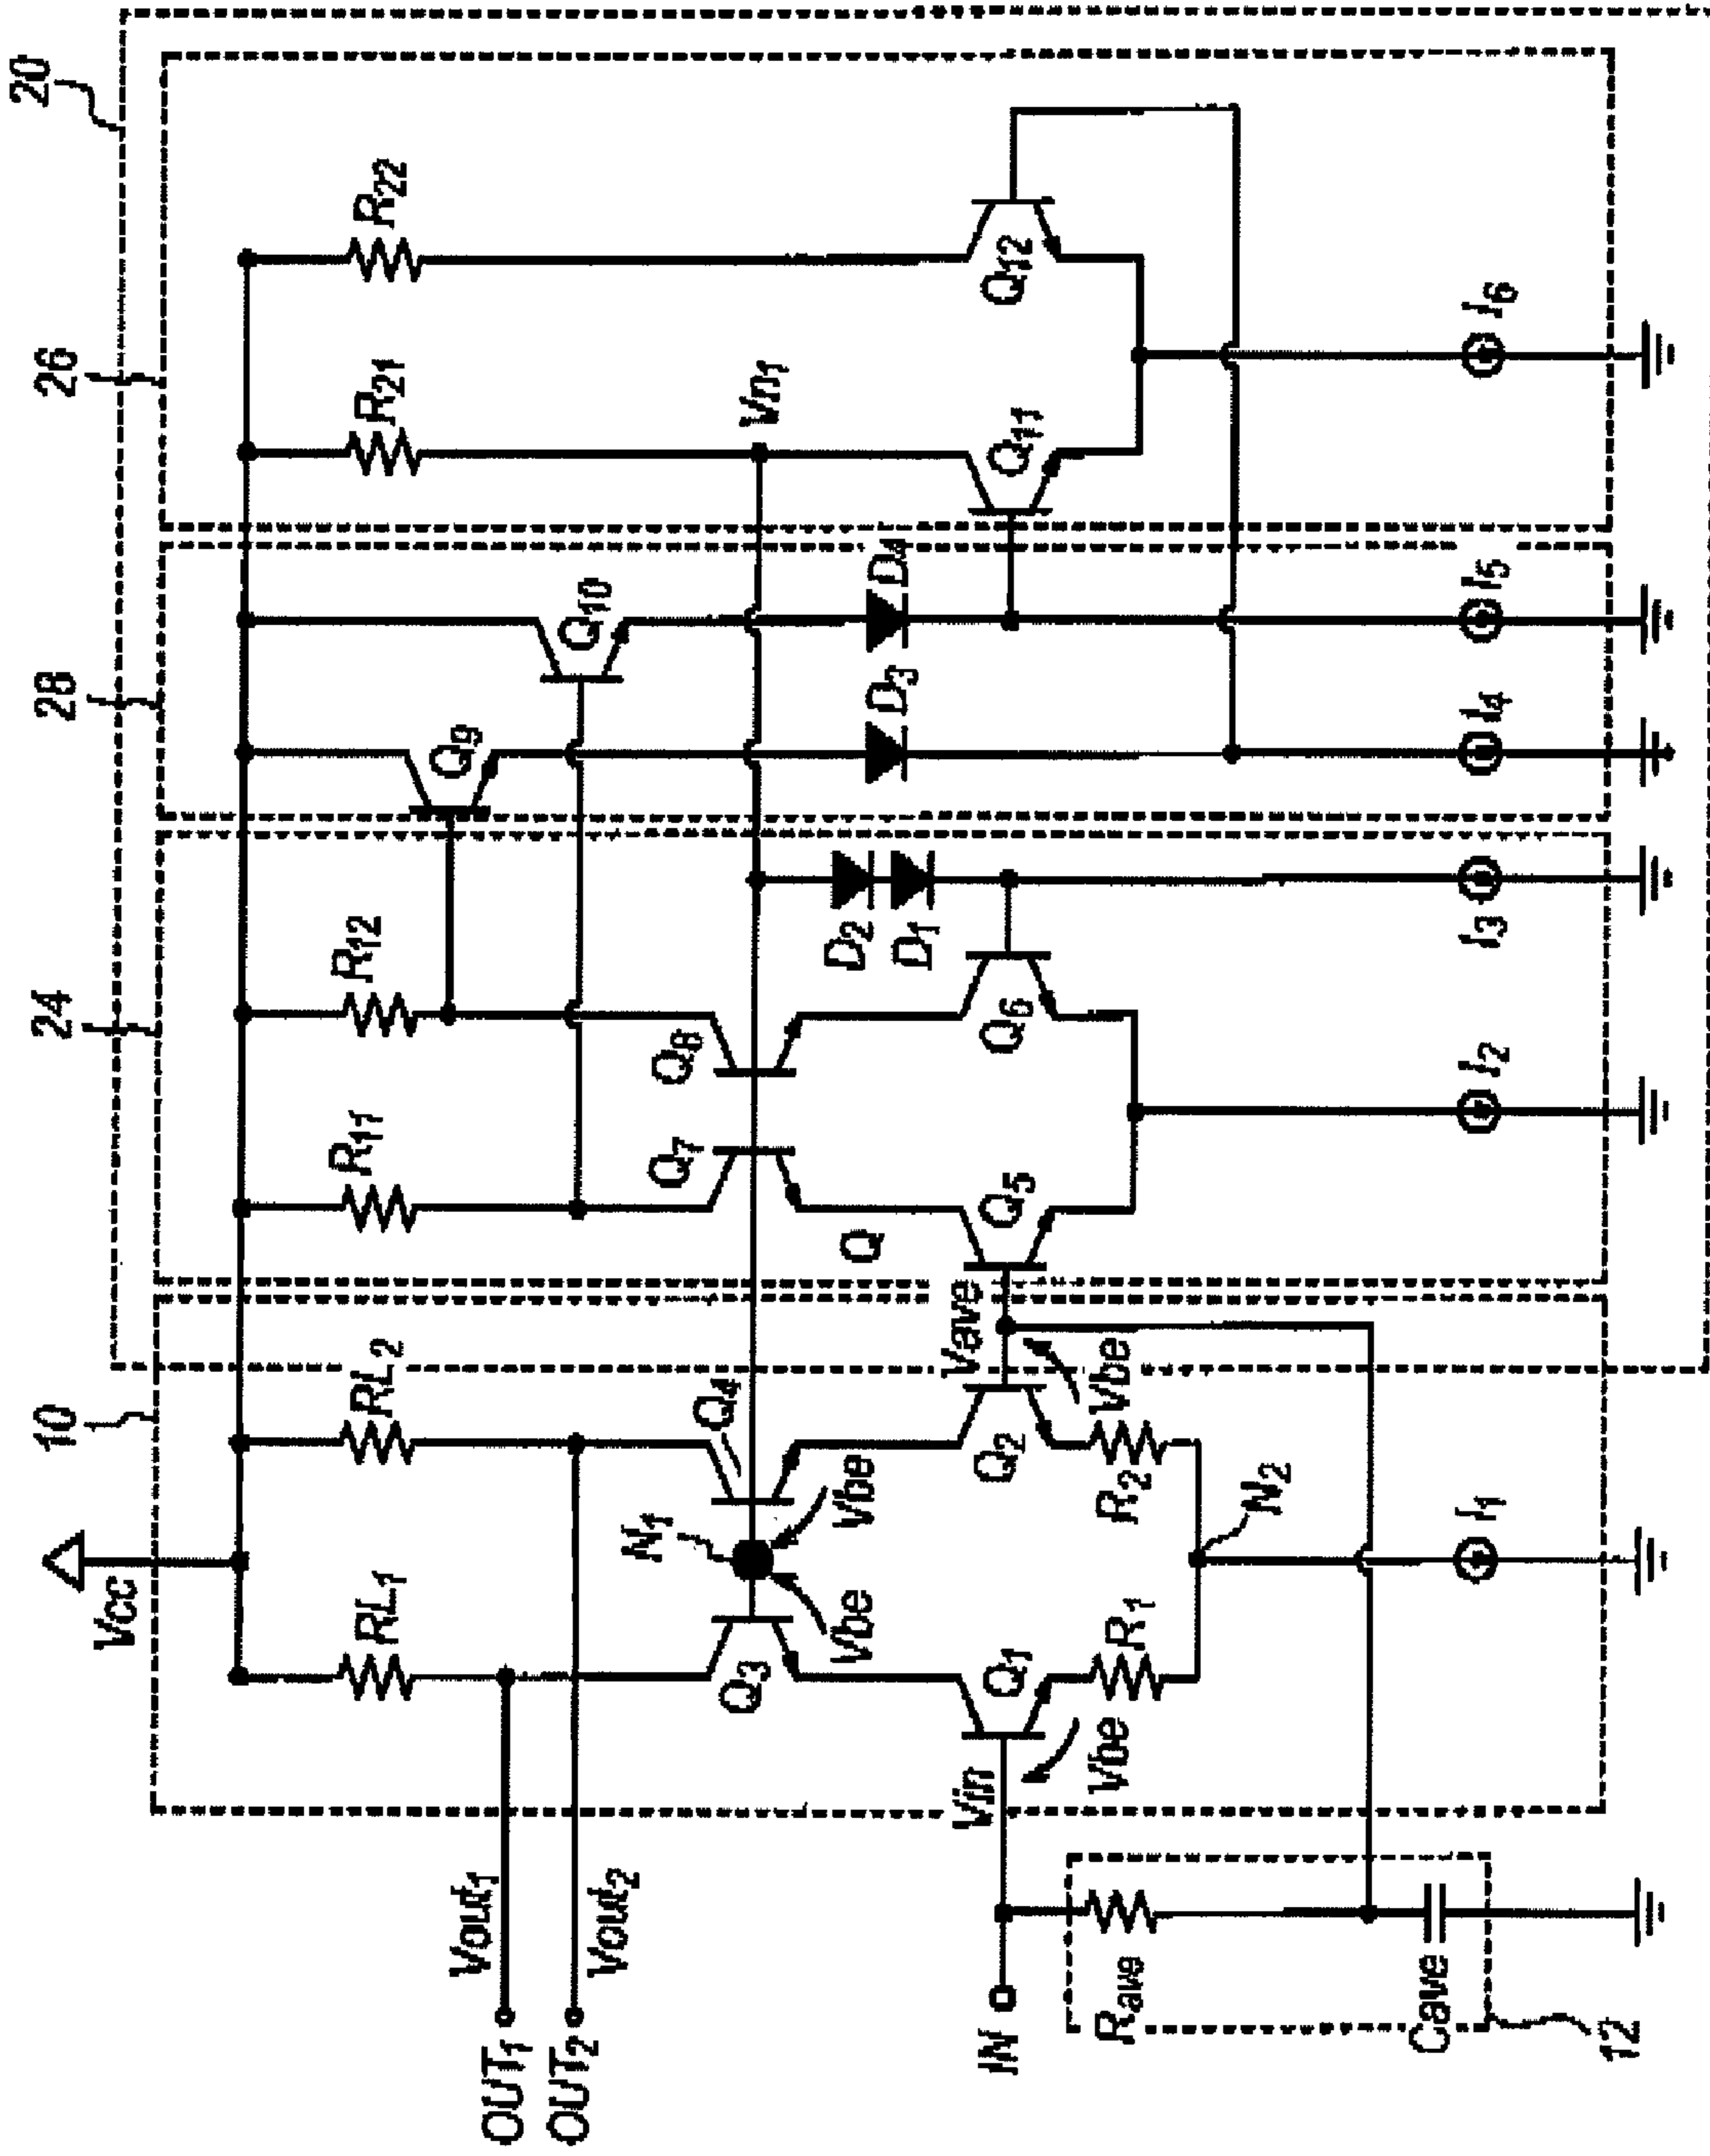 20
26
28
24
10
Vcc
RL1
RL2
R11
R12
R21
R22
Vout1
Vout2
OUT1
OUT2
Q3
N1
Q4
Vbe
Vbe
Q7
Q8
Q9
Q10
Vn1
D2
D1
D3
D4
Q
Vin
IN
Q1
Q2
Vave
Q5
Q6
Q11
Q12
Vbe
Vbe
R1
R2
N2
Rave
Cave
12
I1
I2
I3
I4
I5
I6